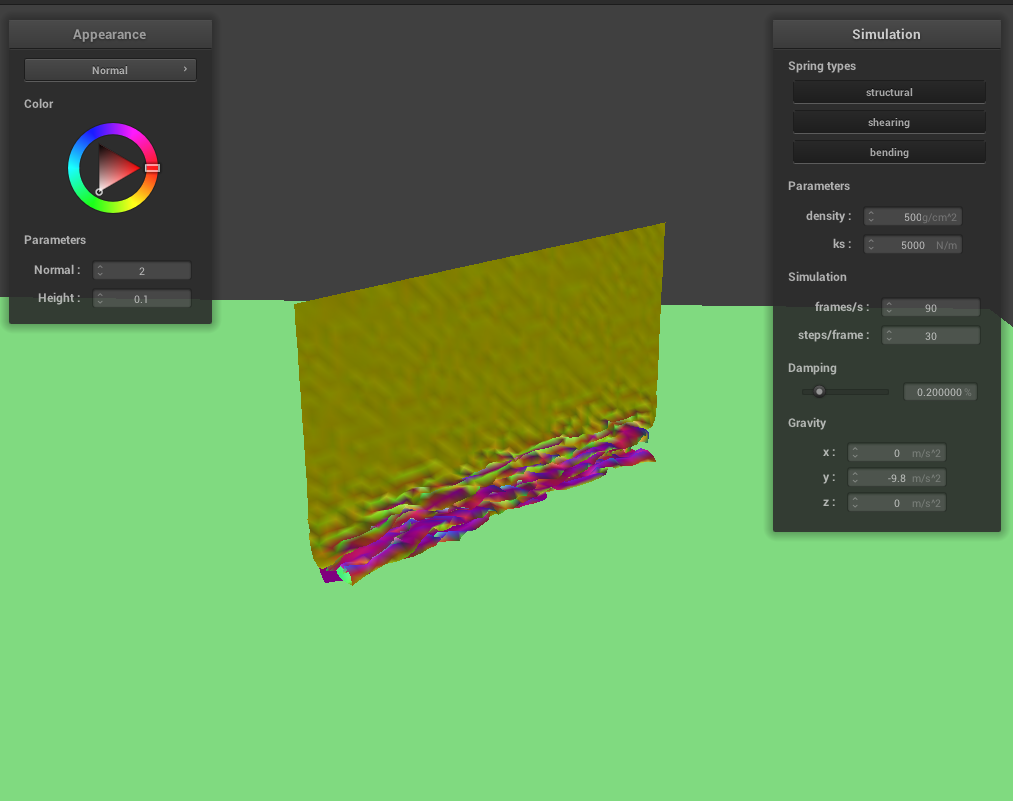 Appearance
Normal
Color
Parameters
Normal : 2
Height : 0.1
Simulation
Spring types
structural
shearing
bending
Parameters
density : 500g/cm^2
ks : 5000 N/m
Simulation
frames/s : 90
steps/frame : 30
Damping
0.200000%
Gravity
x : 0 m/s^2
y : -9.8 m/s^2
z : 0 m/s^2